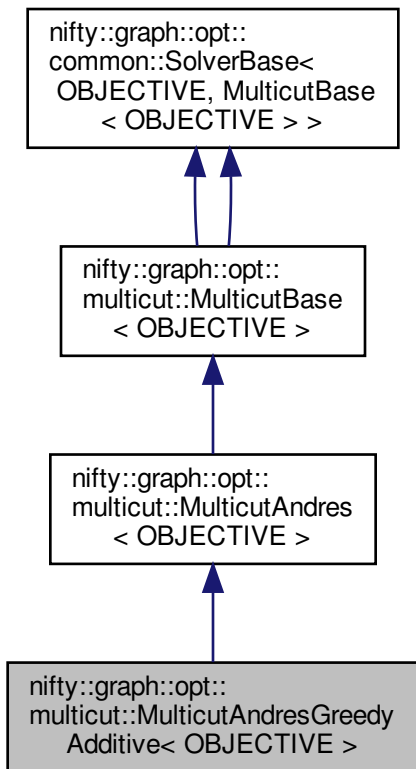 nifty::graph::opt::
common::SolverBase<
OBJECTIVE, MulticutBase
< OBJECTIVE > >
nifty::graph::opt::
multicut::MulticutBase
< OBJECTIVE >
nifty::graph::opt::
multicut::MulticutAndres
< OBJECTIVE >
nifty::graph::opt::
multicut::MulticutAndresGreedy
Additive< OBJECTIVE >